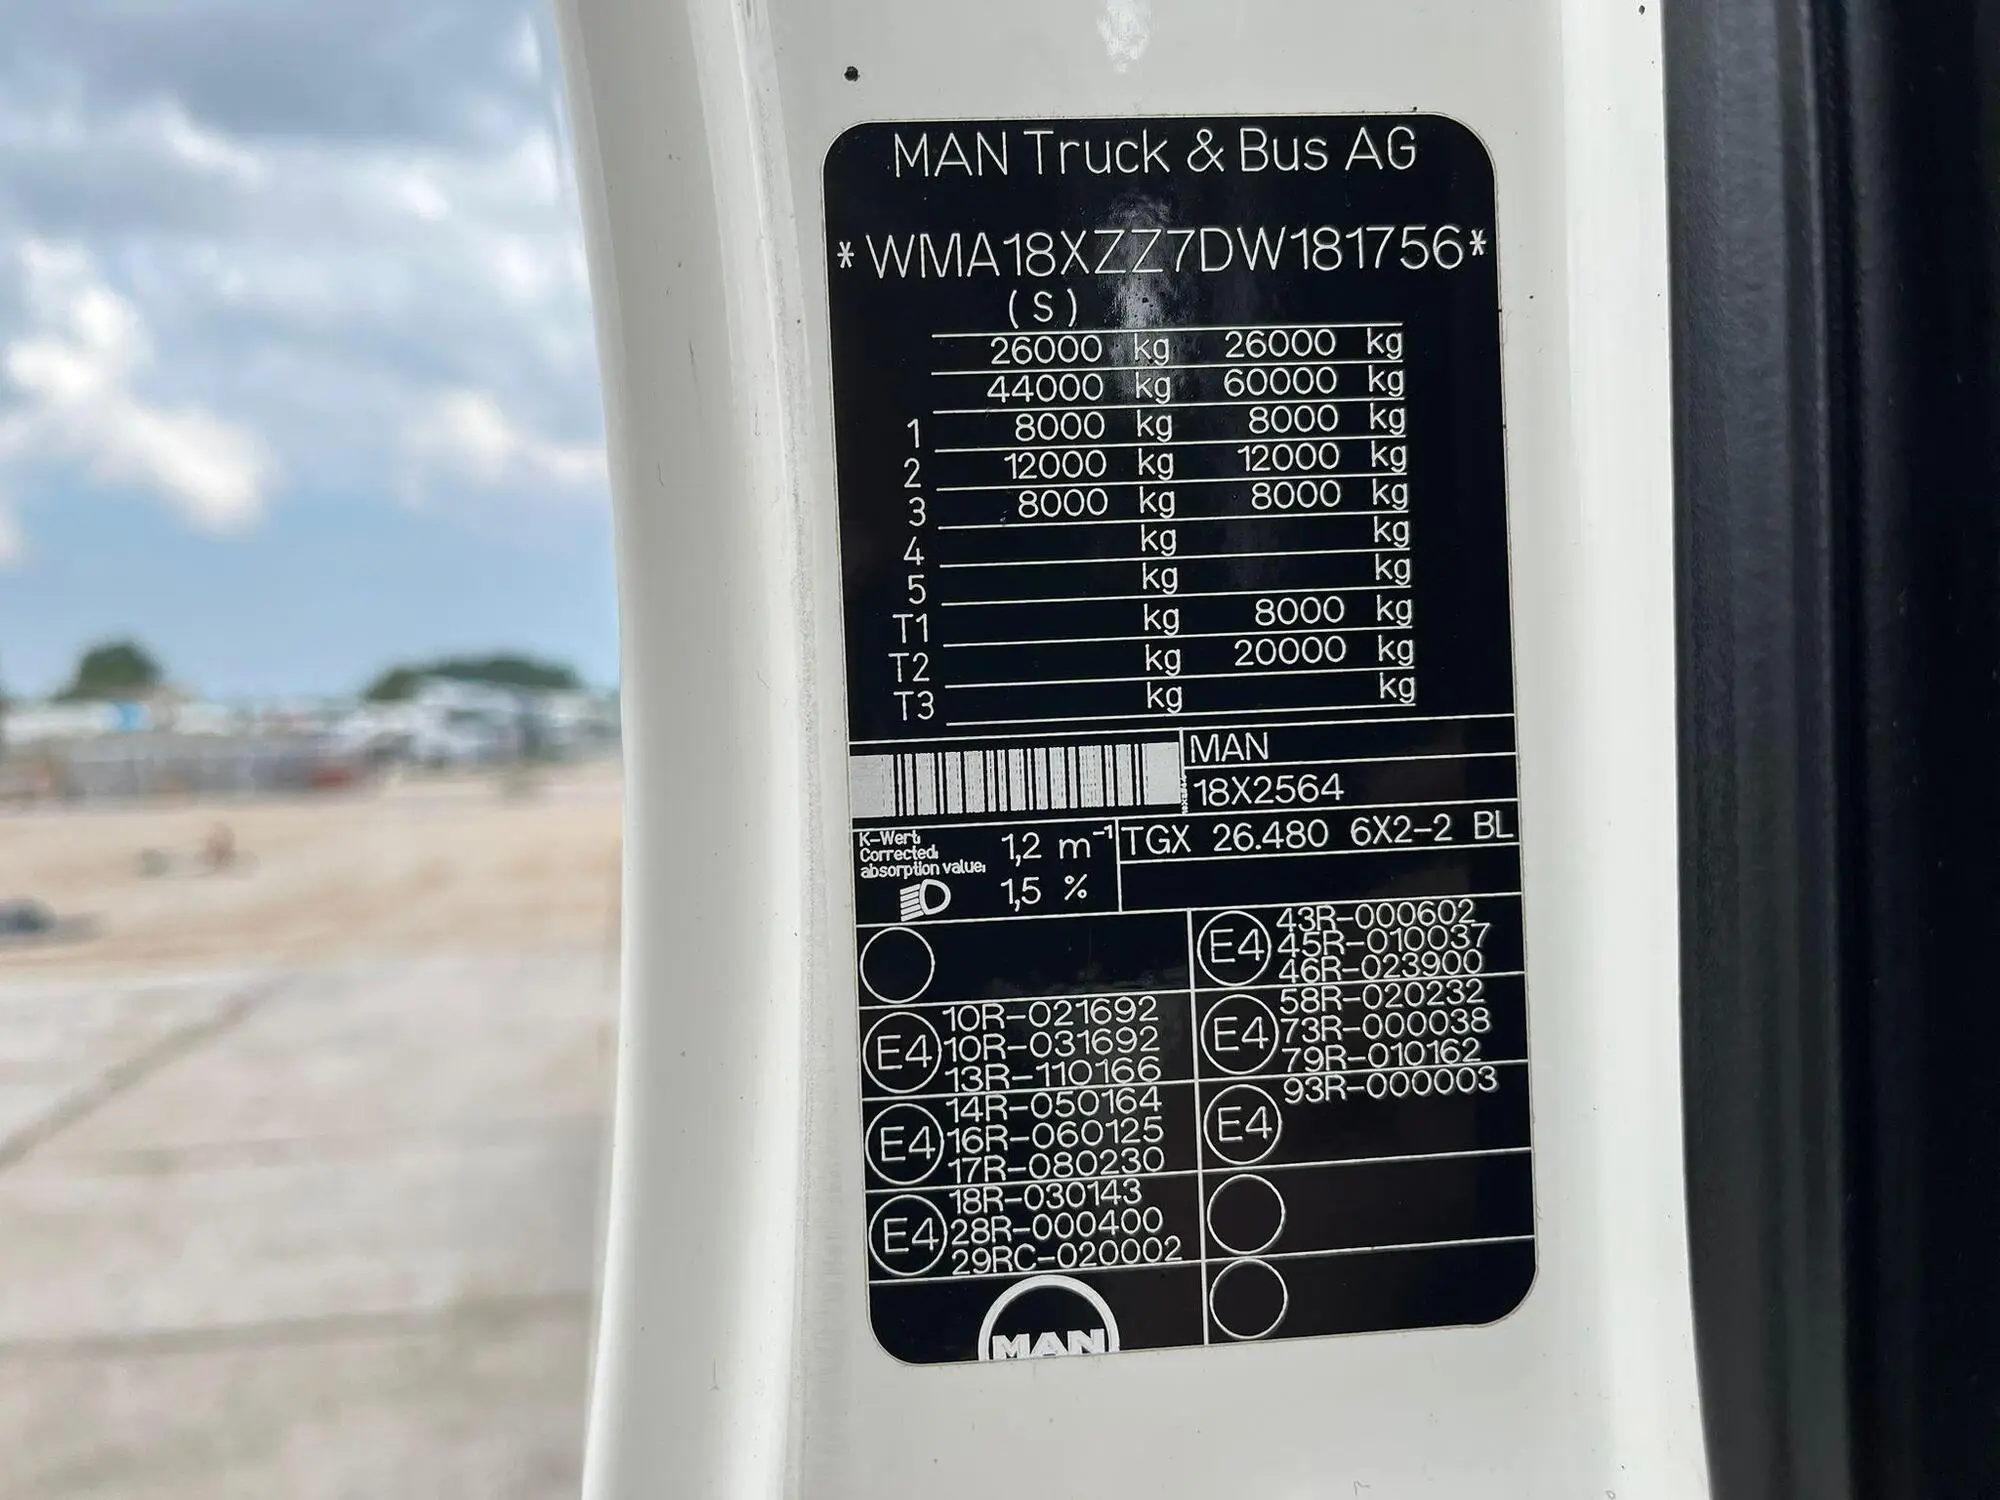 MAN Truck & Bus AG
*WMA18XZZ7DW181756*
(S)
26000 kg 26000 kg
44000 kg 60000 kg
1 8000 kg 8000 kg
2 12000 kg 12000 kg
3 8000 kg 8000 kg
4 kg kg
5 kg kg
T1 kg 8000 kg
T2 kg 20000 kg
T3 kg kg
MAN
18X2564
K-Wert:
Corrected:
absorption value:
1,2 m⁻¹
1,5 %
TGX 26.480 6X2-2 BL
E4
10R-021692
10R-031692
13R-110166
E4
14R-050164
16R-060125
17R-080230
E4
18R-030143
28R-000400
29RC-020002
E4
43R-000602
45R-010037
46R-023900
E4
58R-020232
73R-000038
79R-010162
E4
93R-000003
MAN